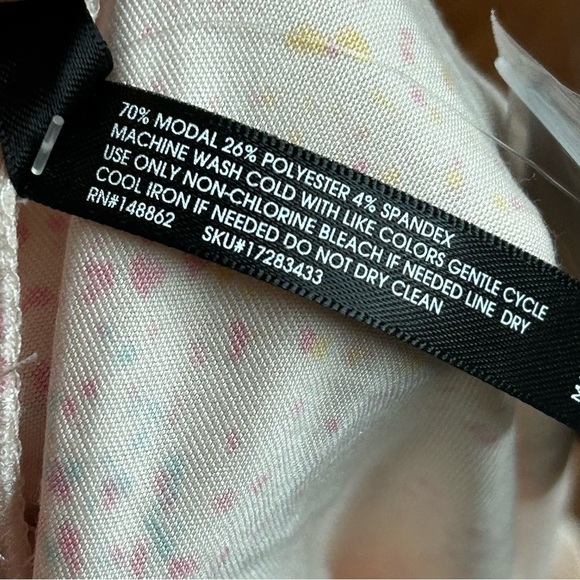 70% MODAL 26% POLYESTER 4% SPANDEX
MACHINE WASH COLD WITH LIKE COLORS GENTLE CYCLE
USE ONLY NON-CHLORINE BLEACH IF NEEDED LINE DRY
COOL IRON IF NEEDED DO NOT DRY CLEAN
RN#148862 SKU#17283433